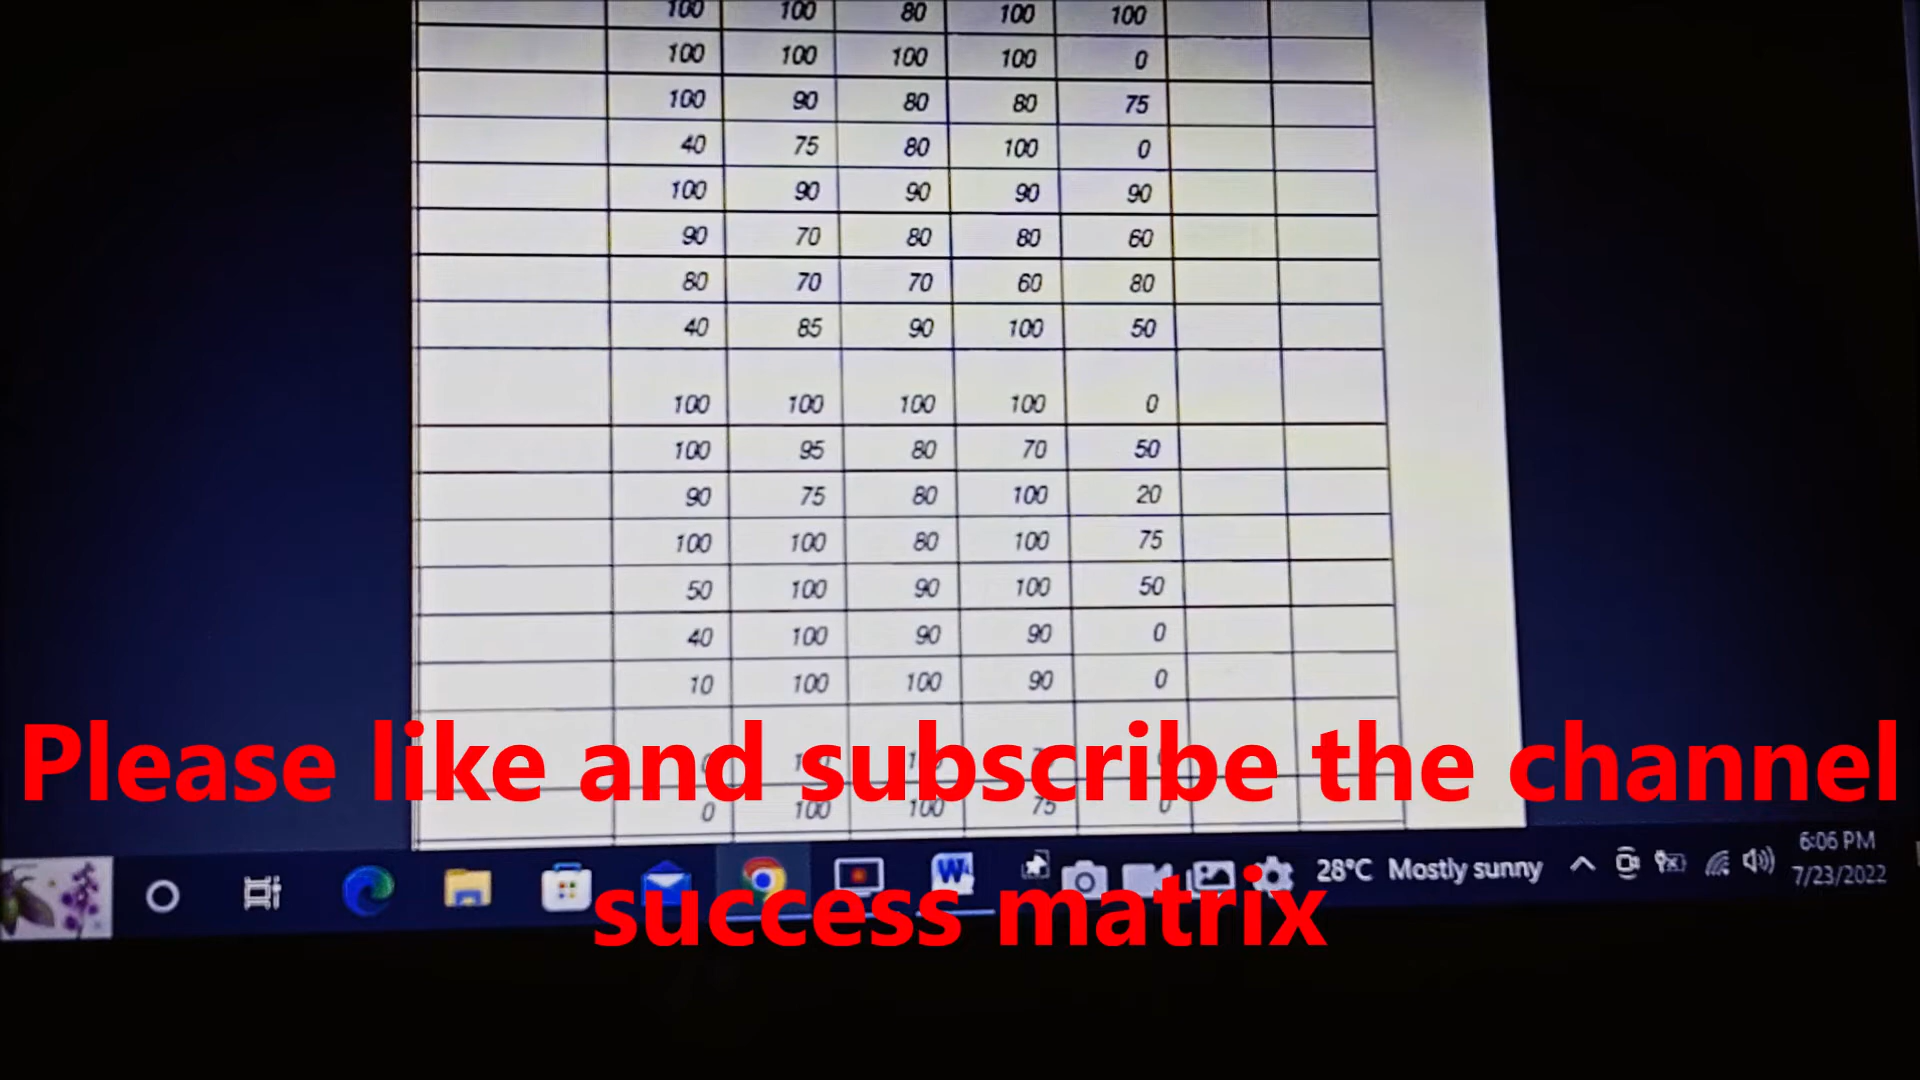 100 100 80 100 100
100 100 100 100 0
100 90 80 80 75
40 75 80 100 0
100 90 90 90 90
90 70 80 80 60
80 70 70 60 80
40 85 90 100 50
100 100 100 100 0
100 95 80 70 50
90 75 80 100 20
100 100 80 100 75
50 100 90 100 50
40 100 90 90 0
10 100 100 90 0
Please like and subscribe the channel
0 100 100 75 0
6:06 PM
28°C Mostly sunny
7/23/2022
success matrix